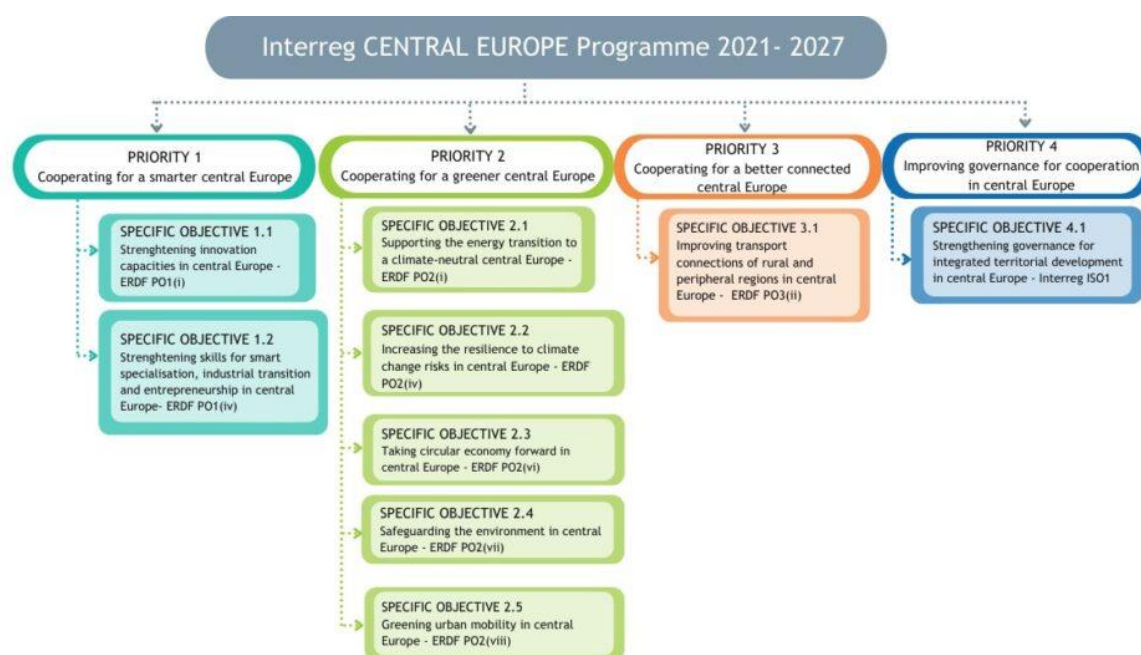 Interreg CENTRAL EUROPE Programme 2021- 2027
PRIORITY 1
Cooperating for a smarter central Europe
SPECIFIC OBJECTIVE 1.1
Strenghtening innovation
capacities in central Europe -
ERDF PO1(i)
SPECIFIC OBJECTIVE 1.2
Strenghtening skills for smart
specialisation, industrial transition
and entrepreneurship in central
Europe- ERDF PO1(iv)
PRIORITY 2
Cooperating for a greener central Europe
SPECIFIC OBJECTIVE 2.1
Supporting the energy transition to
a climate-neutral central Europe -
ERDF PO2(i)
SPECIFIC OBJECTIVE 2.2
Increasing the resilience to climate
change risks in central Europe - ERDF
PO2(iv)
SPECIFIC OBJECTIVE 2.3
Taking circular economy forward in
central Europe - ERDF PO2(vi)
SPECIFIC OBJECTIVE 2.4
Safeguarding the environment in central
Europe - ERDF PO2(vii)
SPECIFIC OBJECTIVE 2.5
Greening urban mobility in central
Europe - ERDF PO2(viii)
PRIORITY 3
Cooperating for a better connected
central Europe
SPECIFIC OBJECTIVE 3.1
Improving transport
connections of rural and
peripheral regions in central
Europe - ERDF PO3(ii)
PRIORITY 4
Improving governance for cooperation
in central Europe
SPECIFIC OBJECTIVE 4.1
Strengthening governance for
integrated territorial development
in central Europe - Interreg ISO1